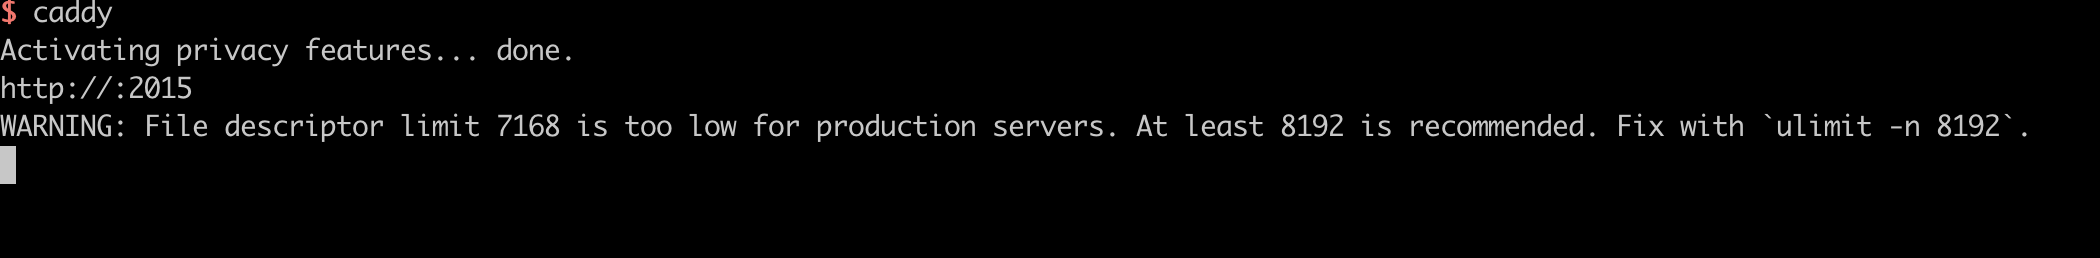 $ caddy
Activating privacy features... done.
http://:2015
WARNING: File descriptor limit 7168 is too low for production servers. At least 8192 is recommended. Fix with `ulimit -n 8192`.